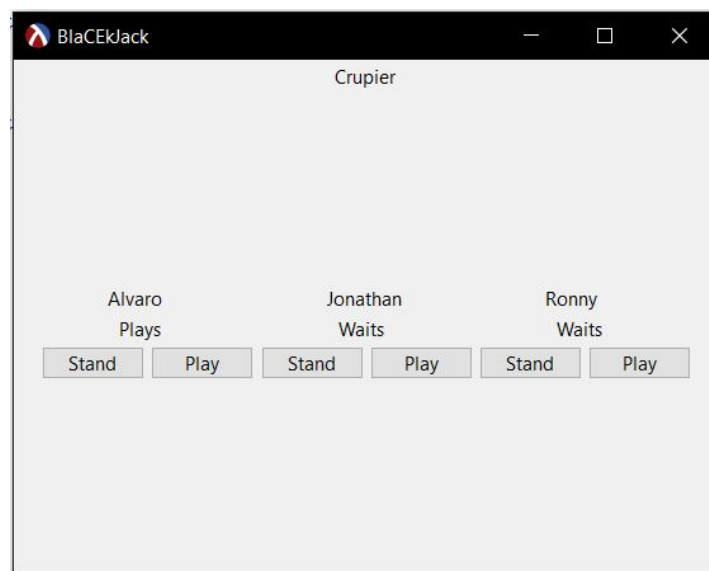 BlaCEkJack
Crupier
Alvaro Jonathan Ronny
Plays Waits Waits
Stand Play Stand Play Stand Play